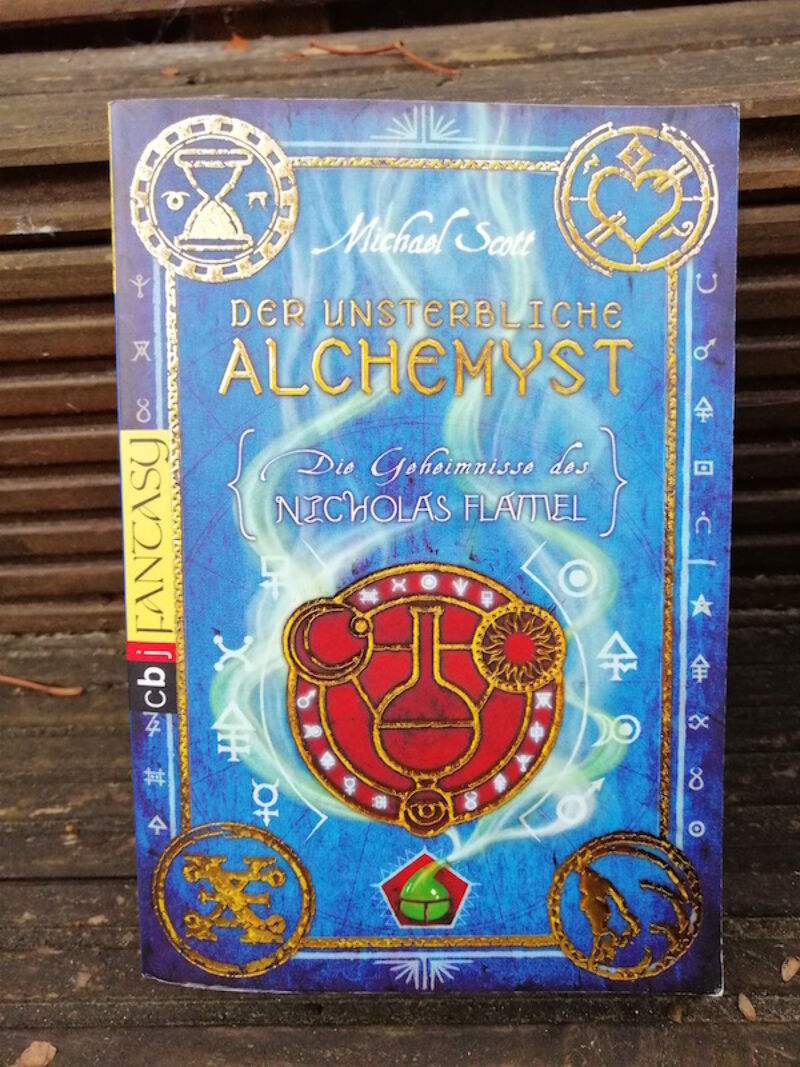 Michael Scott
DER UNSTERBLICHE
ALCHEMYST
Die Geheimnisse des
NICHOLAS FLAMEL
FANTASY
cbj